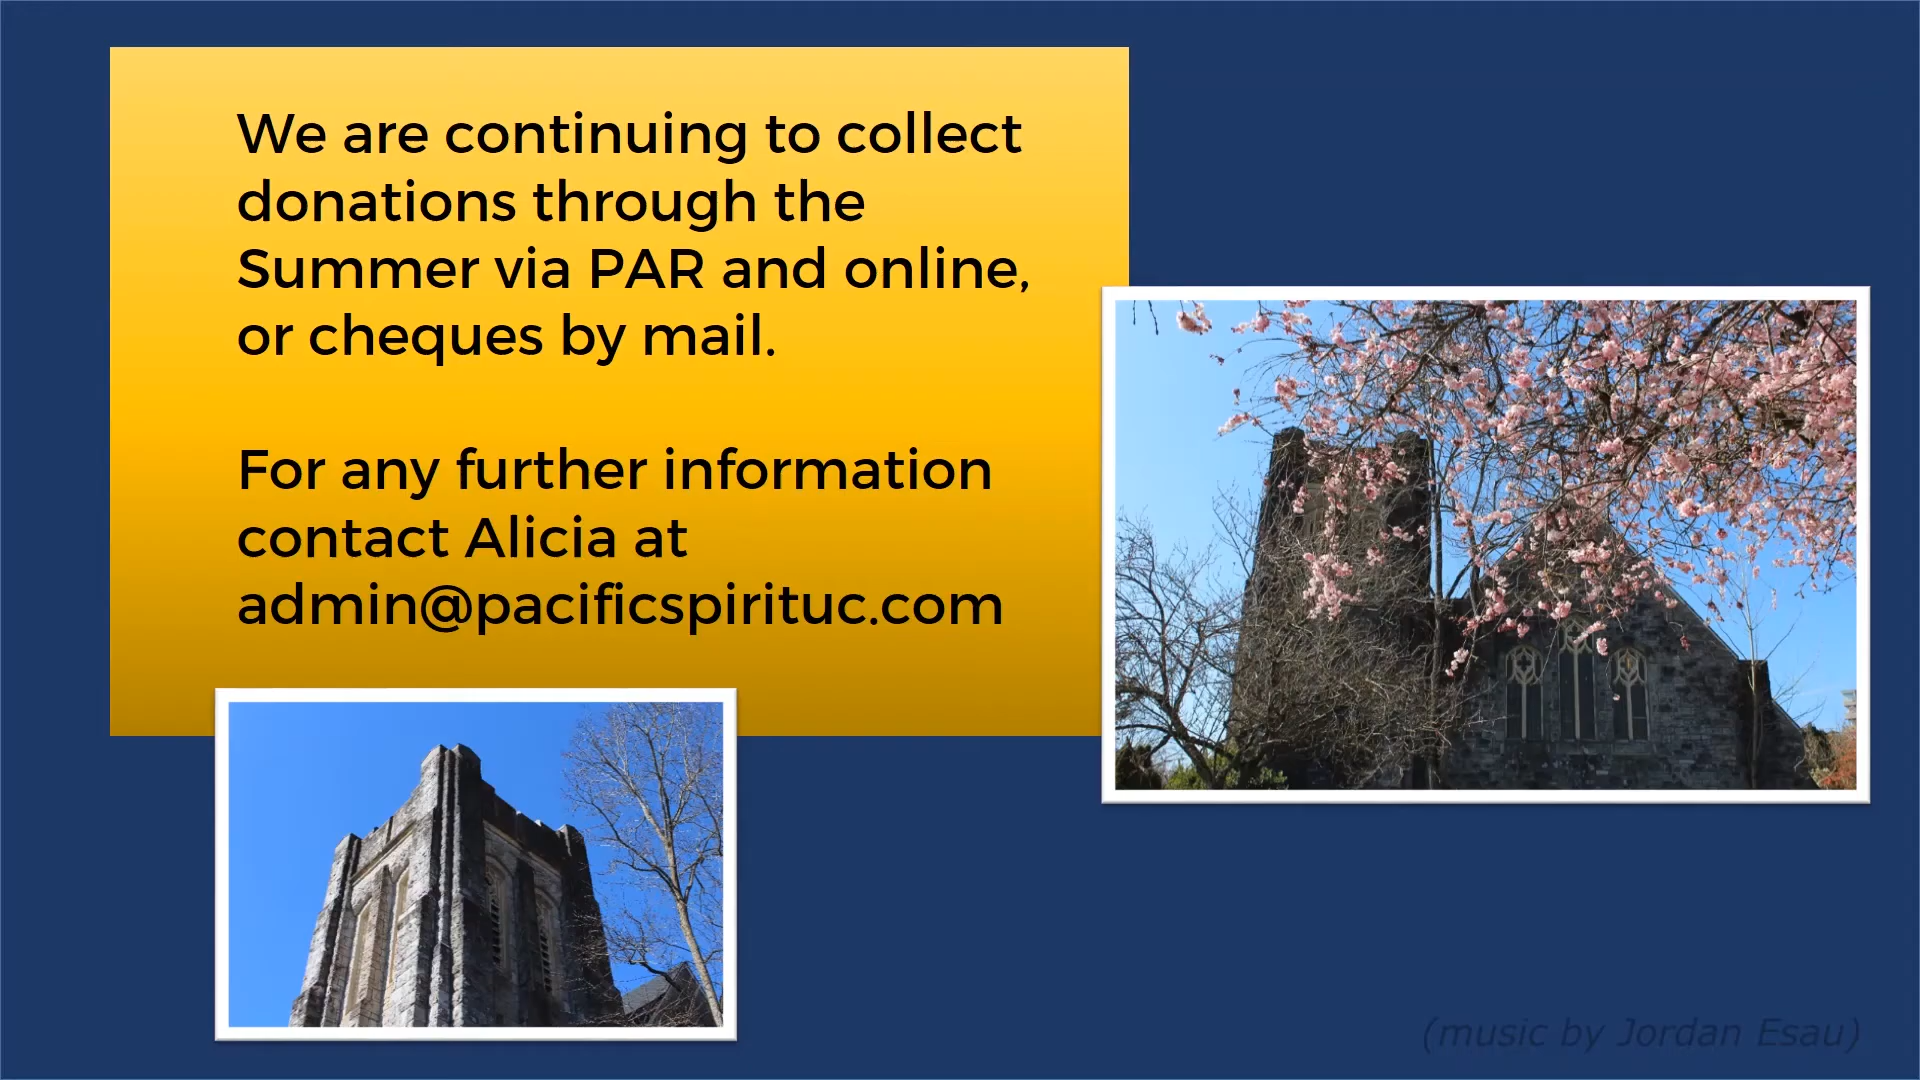 We are continuing to collect
donations through the
Summer via PAR and online,
or cheques by mail.
For any further information
contact Alicia at
admin@pacificspirituc.com
(music by Jordan Esau)